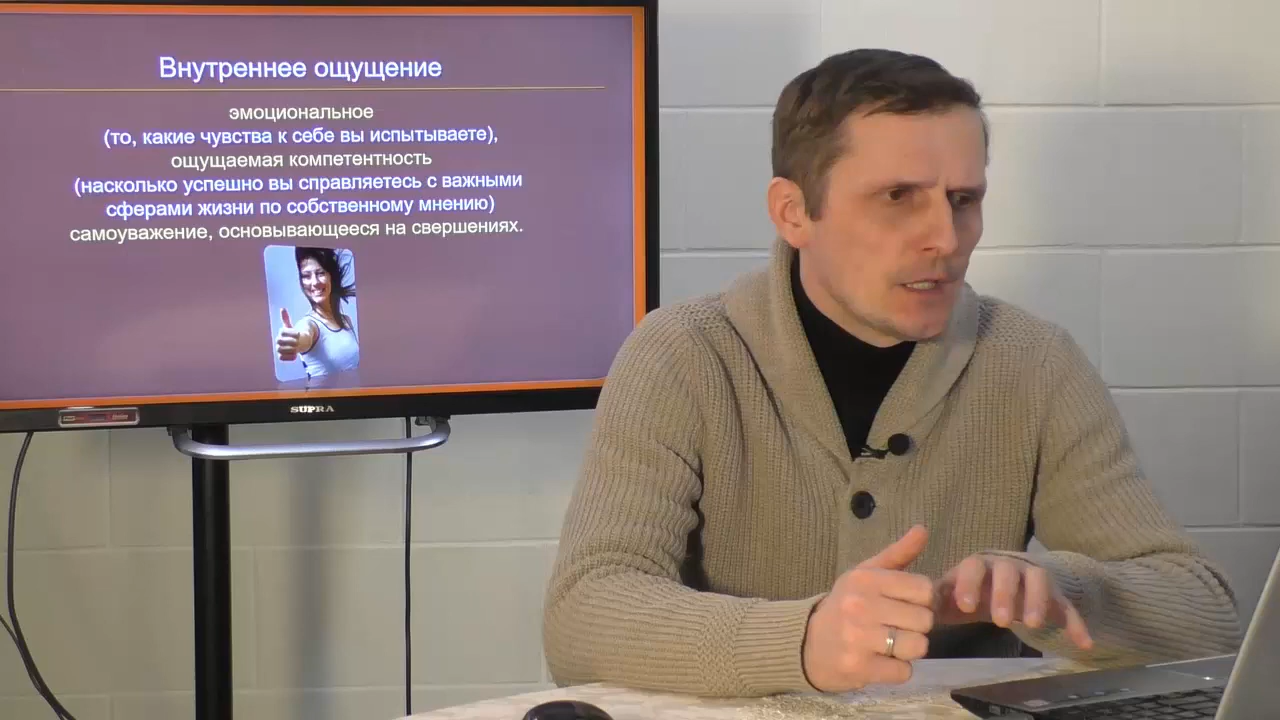 Внутреннее ощущение
эмоциональное
(то, какие чувства к себе вы испытываете),
ощущаемая компетентность
(насколько успешно вы справляетесь с важными
сферами жизни по собственному мнению)
самоуважение, основывающееся на свершениях.
SUPRA